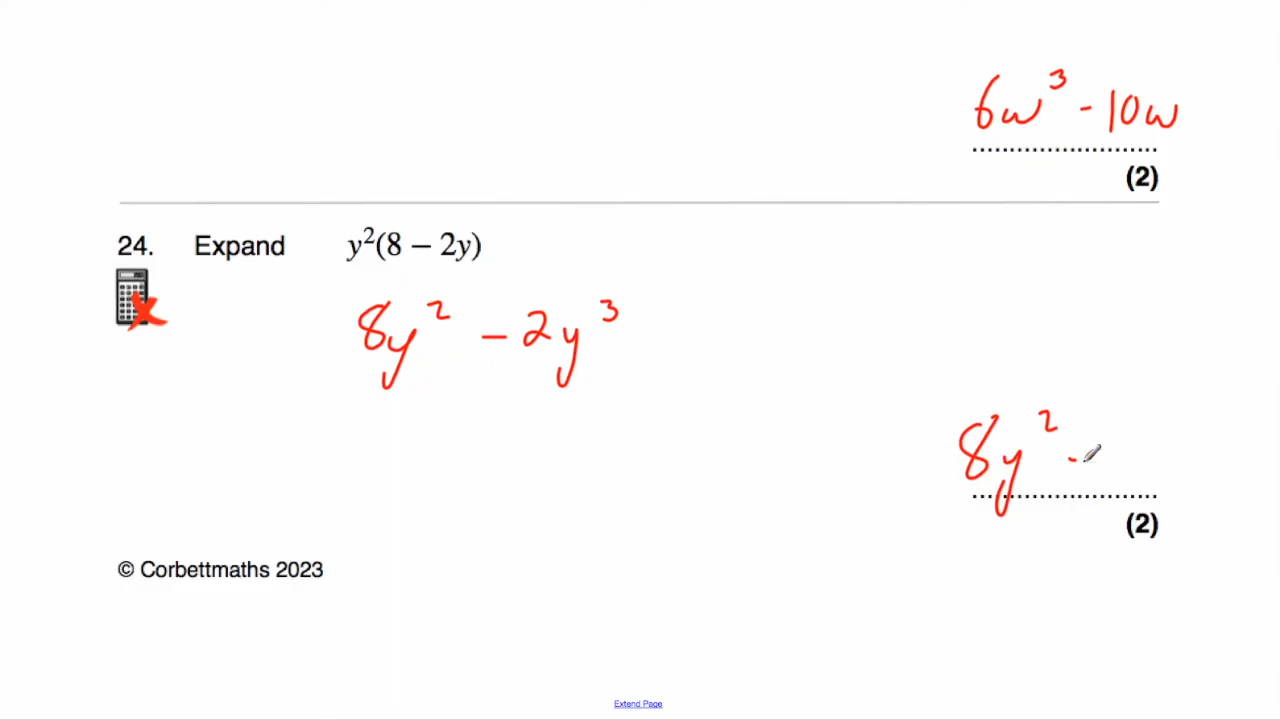 6w³ - 10w
(2)
24. Expand y²(8 − 2y)
8y² - 2y³
8y² -
(2)
© Corbettmaths 2023
Extend Page